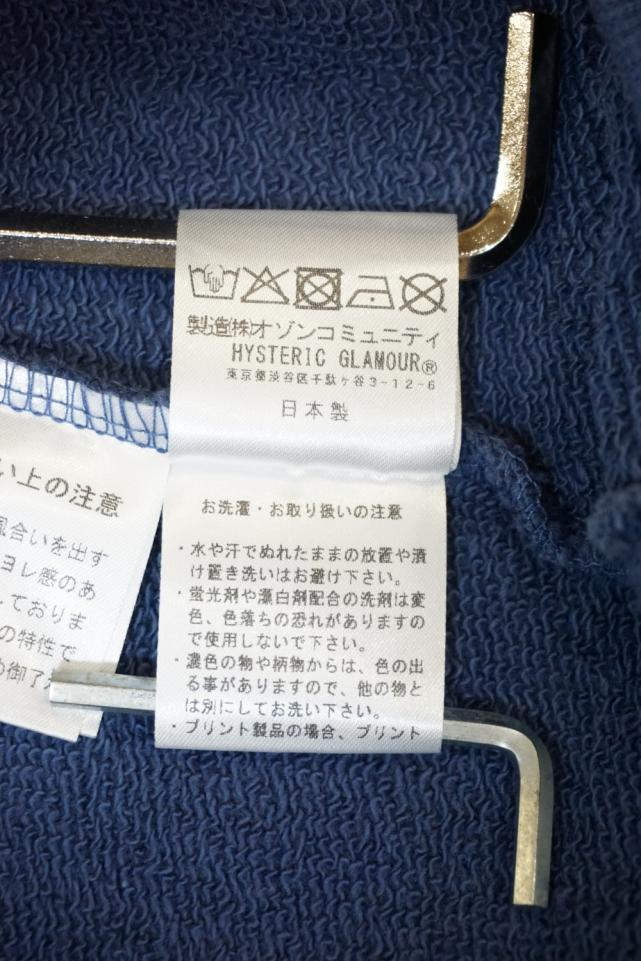 製造(株)オゾンコミュニティ
HYSTERIC GLAMOUR®
東京都渋谷区千駄ヶ谷3-12-6
日本製
お洗濯・お取り扱いの注意
・水や汗でぬれたままの放置や漬
け置き洗いはお避け下さい。
・蛍光剤や漂白剤配合の洗剤は変
色、色落ちの恐れがありますの
で使用しないで下さい。
・濃色の物や柄物からは、色の出
る事がありますので、他の物と
は別にしてお洗い下さい。
・プリント製品の場合、プリント
い上の注意
風合いを出す
ヨレ感のあ
ておりま
の特性で
御了